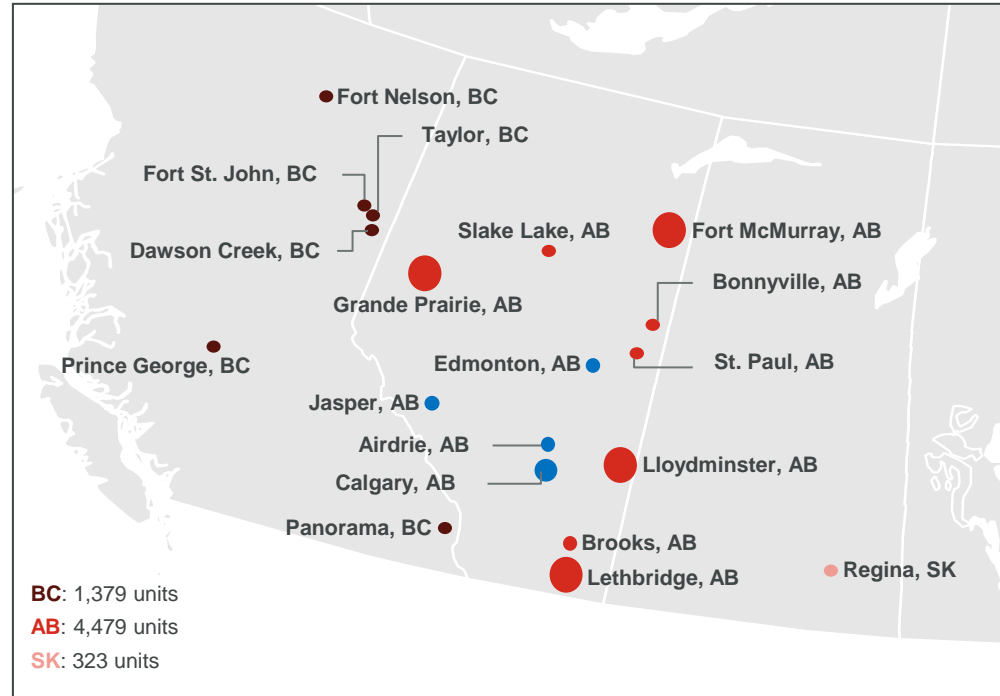 Fort Nelson, BC
Taylor, BC
Fort St. John, BC
Slake Lake, AB
Fort McMurray, AB
Dawson Creek, BC
Bonnyville, AB
Grande Prairie, AB
Prince George, BC
Edmonton, AB
St. Paul, AB
Jasper, AB
Airdrie, AB
Lloydminster, AB
Calgary, AB
Panorama, BC
Brooks, AB
Regina, SK
Lethbridge, AB
BC: 1,379 units
AB: 4,479 units
SK: 323 units